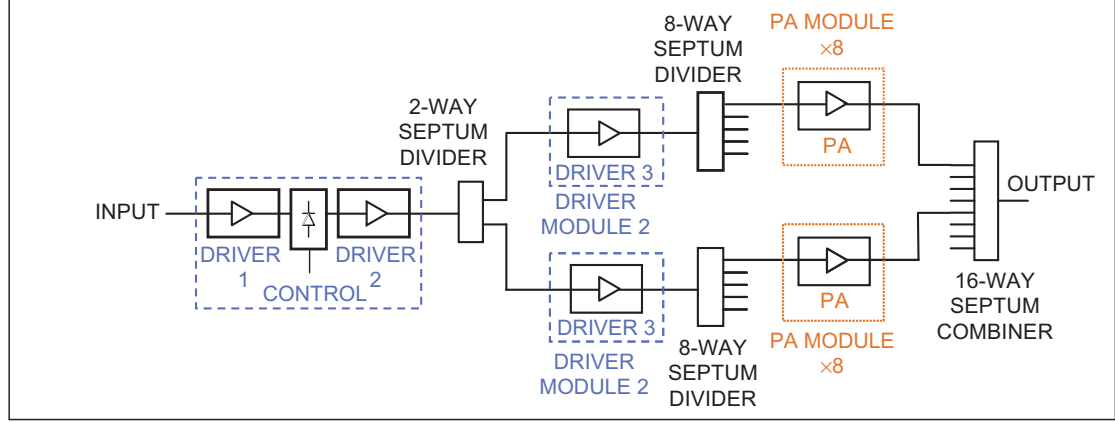 8-WAY
SEPTUM
DIVIDER
PA MODULE
×8
2-WAY
SEPTUM
DIVIDER
PA
DRIVER 3
DRIVER
MODULE 2
INPUT
OUTPUT
DRIVER
1
DRIVER
2
CONTROL
PA
DRIVER 3
16-WAY
SEPTUM
COMBINER
DRIVER
MODULE 2
8-WAY
SEPTUM
DIVIDER
PA MODULE
×8